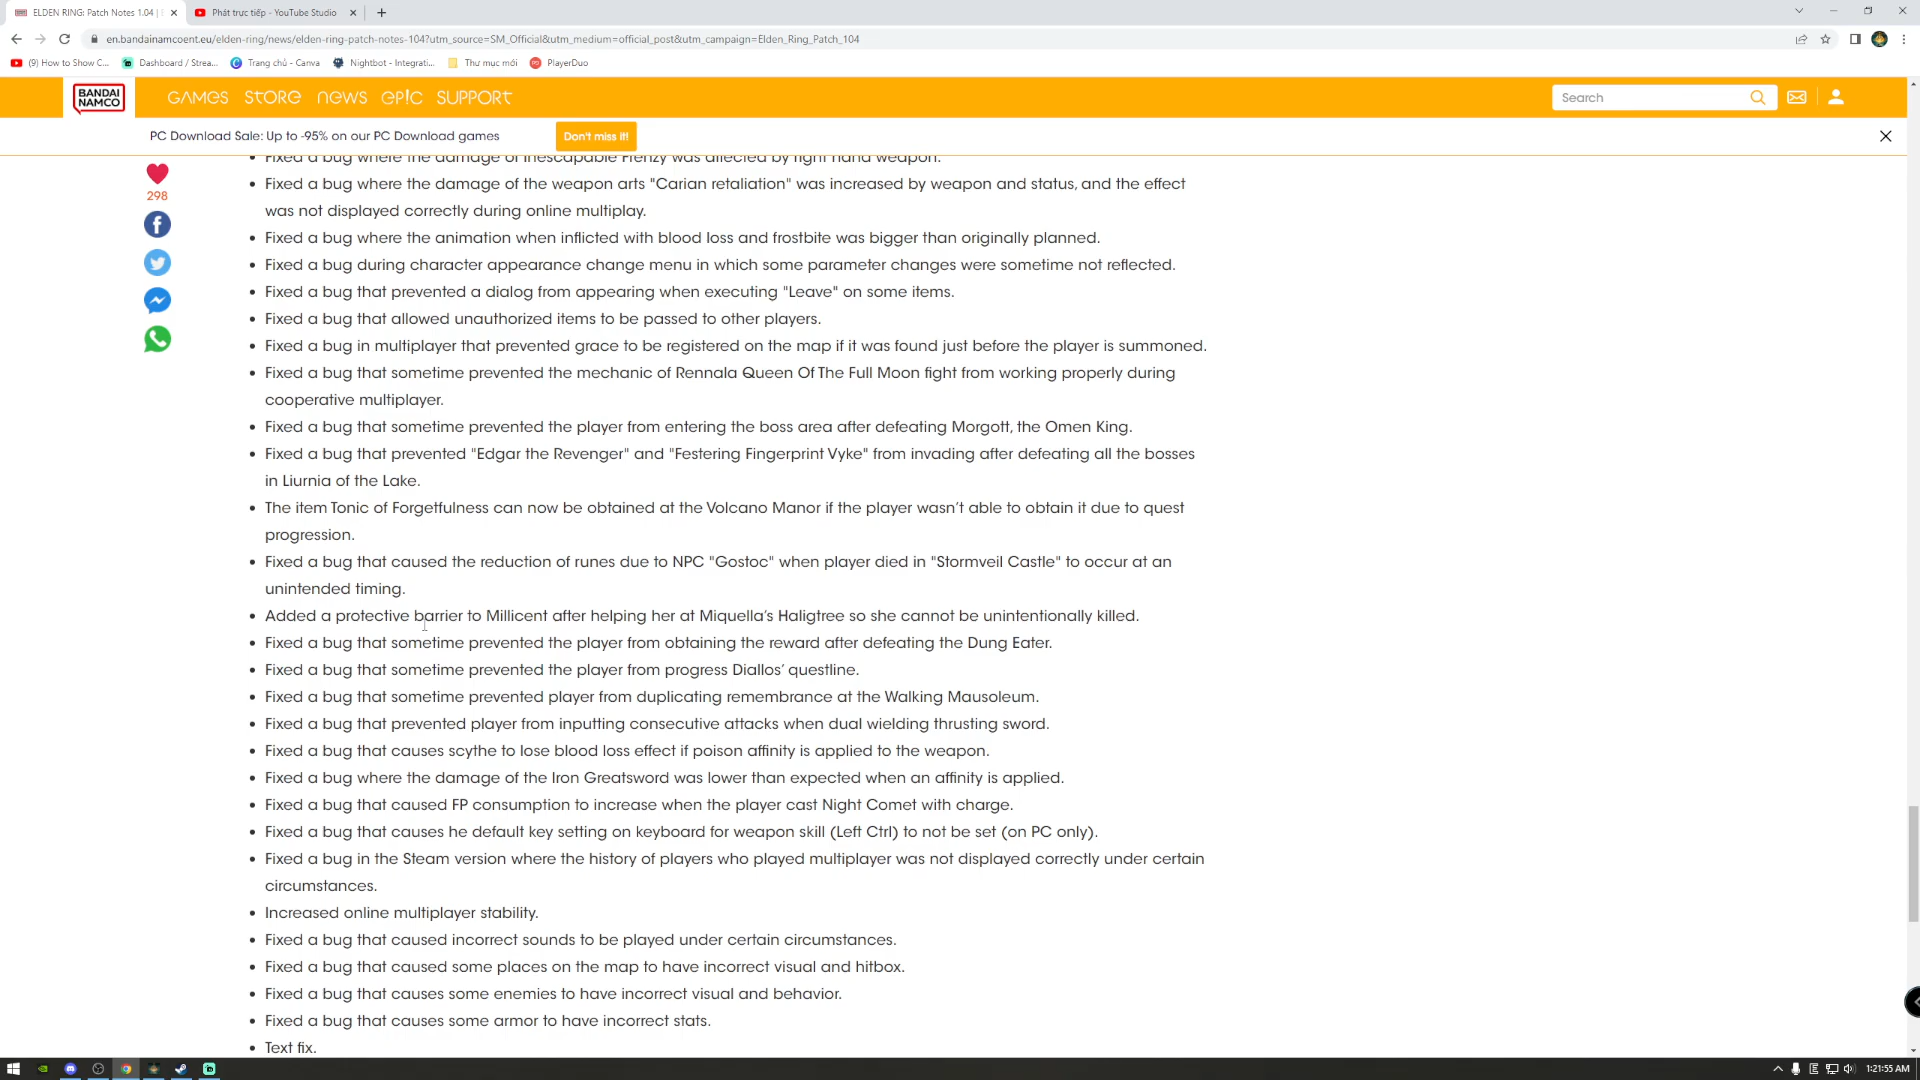 ELDEN RING: Patch Notes 1.04 |
Phát trực tiếp - YouTube Studio
en.bandainamcoent.eu/elden-ring/news/elden-ring-patch-notes-104?utm_source=SM_Official&utm_medium=official_post&utm_campaign=Elden_Ring_Patch_104
(9) How to Show C...
Dashboard / Strea...
Trang chủ - Canva
Nightbot - Integrati...
Thư mục mới
PlayerDuo
BANDAI
NAMCO
GAMES STORE NEWS EPIC SUPPORT
Search
PC Download Sale: Up to -95% on our PC Download games
Don't miss it!
298
Fixed a bug where the damage of Inescapable Frenzy was affected by right hand weapon.
• Fixed a bug where the damage of the weapon arts "Carian retaliation" was increased by weapon and status, and the effect
was not displayed correctly during online multiplay.
• Fixed a bug where the animation when inflicted with blood loss and frostbite was bigger than originally planned.
• Fixed a bug during character appearance change menu in which some parameter changes were sometime not reflected.
• Fixed a bug that prevented a dialog from appearing when executing "Leave" on some items.
• Fixed a bug that allowed unauthorized items to be passed to other players.
• Fixed a bug in multiplayer that prevented grace to be registered on the map if it was found just before the player is summoned.
• Fixed a bug that sometime prevented the mechanic of Rennala Queen Of The Full Moon fight from working properly during
cooperative multiplayer.
• Fixed a bug that sometime prevented the player from entering the boss area after defeating Morgott, the Omen King.
• Fixed a bug that prevented "Edgar the Revenger" and "Festering Fingerprint Vyke" from invading after defeating all the bosses
in Liurnia of the Lake.
• The item Tonic of Forgetfulness can now be obtained at the Volcano Manor if the player wasn't able to obtain it due to quest
progression.
• Fixed a bug that caused the reduction of runes due to NPC "Gostoc" when player died in "Stormveil Castle" to occur at an
unintended timing.
• Added a protective barrier to Millicent after helping her at Miquella's Haligtree so she cannot be unintentionally killed.
• Fixed a bug that sometime prevented the player from obtaining the reward after defeating the Dung Eater.
• Fixed a bug that sometime prevented the player from progress Diallos' questline.
• Fixed a bug that sometime prevented player from duplicating remembrance at the Walking Mausoleum.
• Fixed a bug that prevented player from inputting consecutive attacks when dual wielding thrusting sword.
• Fixed a bug that causes scythe to lose blood loss effect if poison affinity is applied to the weapon.
• Fixed a bug where the damage of the Iron Greatsword was lower than expected when an affinity is applied.
• Fixed a bug that caused FP consumption to increase when the player cast Night Comet with charge.
• Fixed a bug that causes he default key setting on keyboard for weapon skill (Left Ctrl) to not be set (on PC only).
• Fixed a bug in the Steam version where the history of players who played multiplayer was not displayed correctly under certain
circumstances.
• Increased online multiplayer stability.
• Fixed a bug that caused incorrect sounds to be played under certain circumstances.
• Fixed a bug that caused some places on the map to have incorrect visual and hitbox.
• Fixed a bug that causes some enemies to have incorrect visual and behavior.
• Fixed a bug that causes some armor to have incorrect stats.
• Text fix.
1:21:55 AM